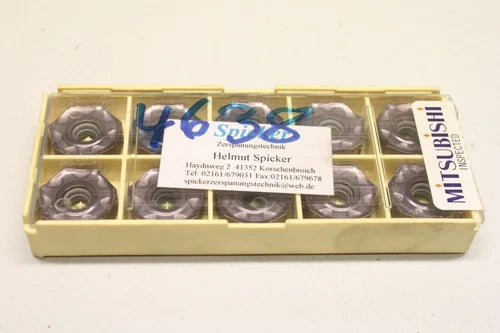 4638
Spicker
Zerspanungstechnik
Helmut Spicker
Haydnweg 2 41352 Korschenbroich
Tel: 02161/679031 Fax:02161/679678
spickerzerspanungstechnik@web.de
MITSUBISHI
INSPECTED